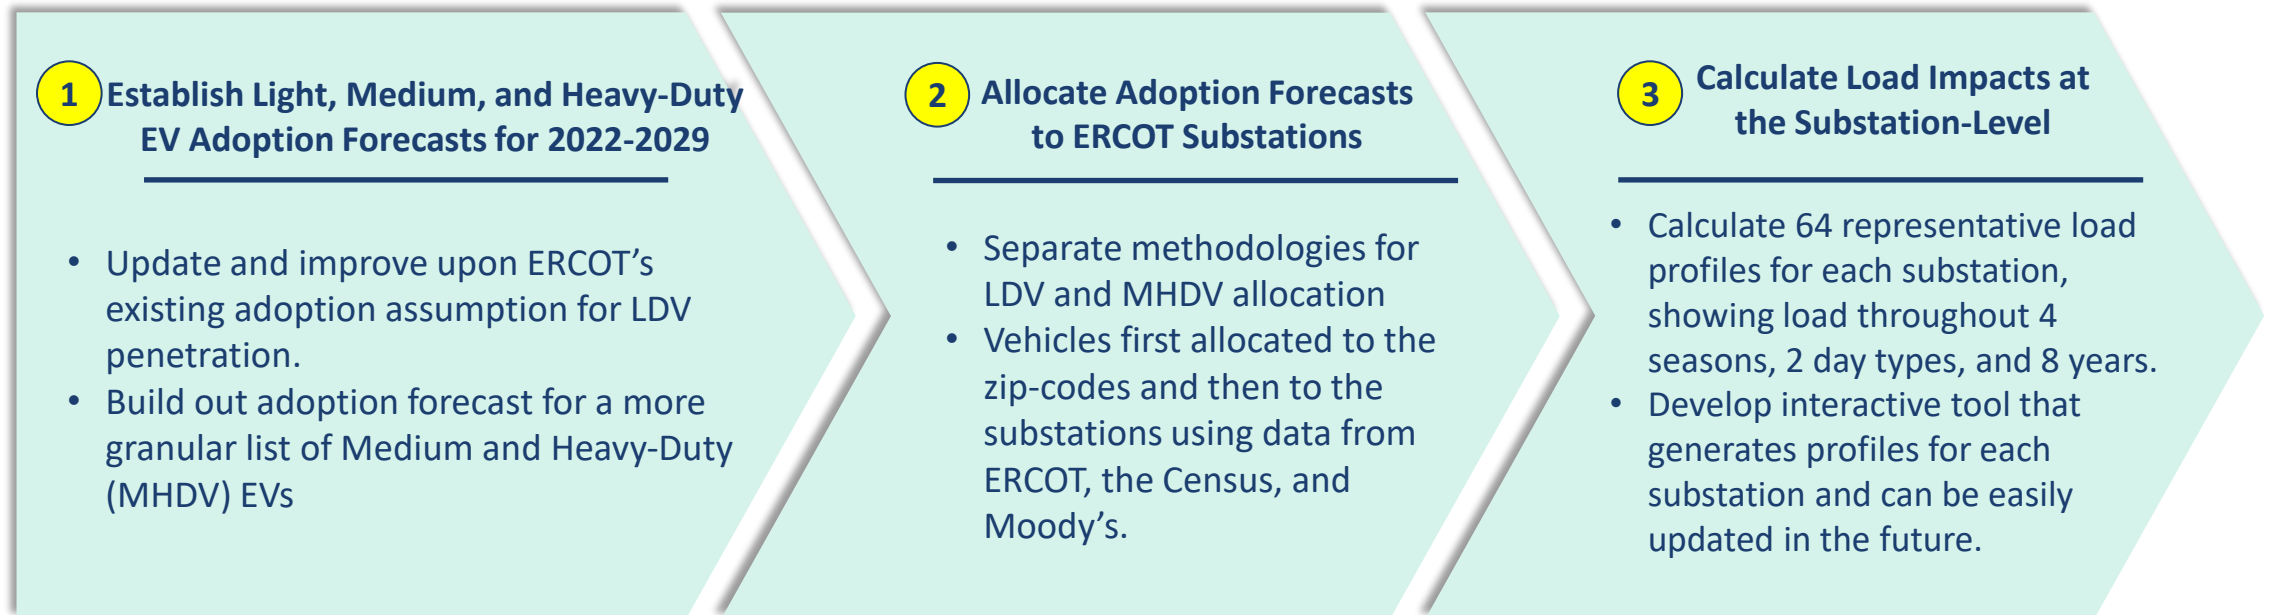 1
Establish Light, Medium, and Heavy-Duty
EV Adoption Forecasts for 2022-2029
• Update and improve upon ERCOT’s
existing adoption assumption for LDV
penetration.
• Build out adoption forecast for a more
granular list of Medium and Heavy-Duty
(MHDV) EVs
2
Allocate Adoption Forecasts
to ERCOT Substations
• Separate methodologies for
LDV and MHDV allocation
• Vehicles first allocated to the
zip-codes and then to the
substations using data from
ERCOT, the Census, and
Moody’s.
3
Calculate Load Impacts at
the Substation-Level
• Calculate 64 representative load
profiles for each substation,
showing load throughout 4
seasons, 2 day types, and 8 years.
• Develop interactive tool that
generates profiles for each
substation and can be easily
updated in the future.